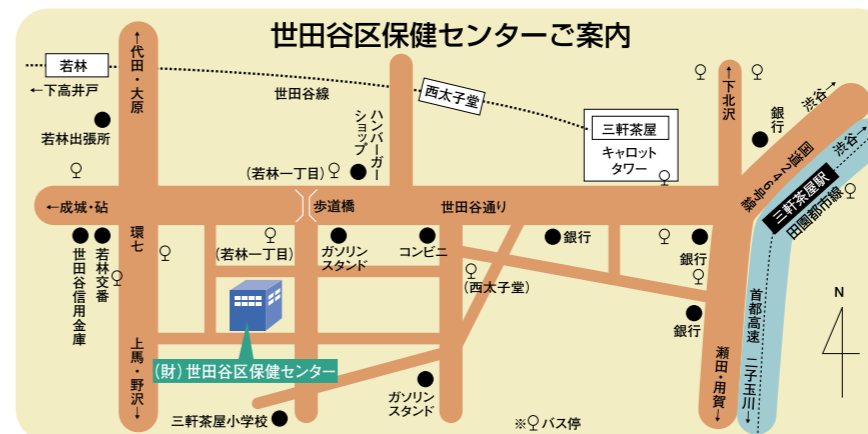 世田谷区保健センターご案内
若林
←下高井戸
若林出張所
←代田・大原
世田谷線
ハンバーガー
ショップ
西太子堂
三軒茶屋
キャロット
タワー
←下北沢
銀行
渋谷→
渋谷→
国道246号線
三軒茶屋駅
田園都市線
(若林一丁目)
←成城・砧
歩道橋
世田谷通り
環七
世田谷信用金庫
若林交番
(若林一丁目)
ガソリン
スタンド
コンビニ
(西太子堂)
銀行
銀行
銀行
首都高速
二子玉川→
瀬田・用賀→
N
(財)世田谷区保健センター
上馬・野沢→
三軒茶屋小学校
ガソリン
スタンド
※バス停